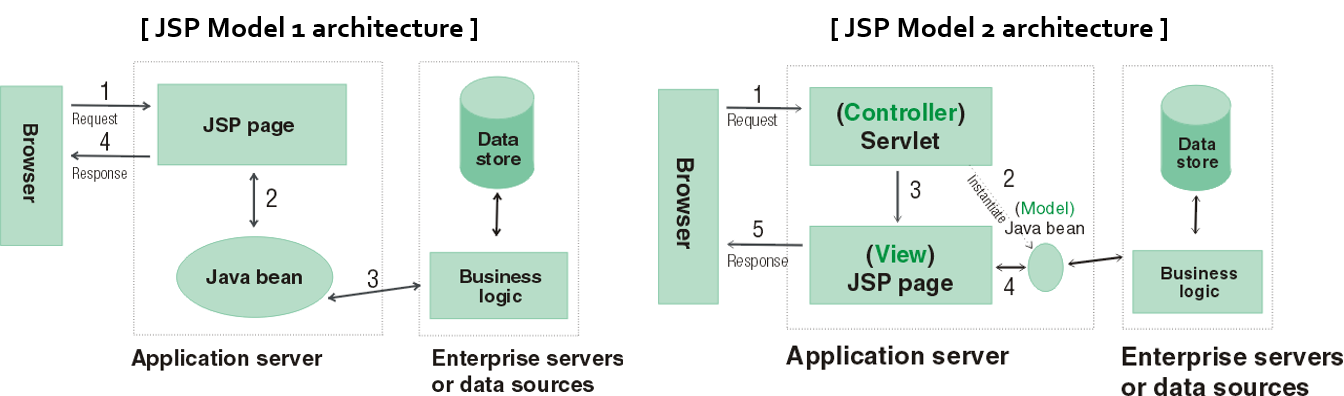 [ JSP Model 1 architecture ]
Browser
1
Request
4
Response
JSP page
2
Java bean
3
Data
store
Business
logic
Application server
Enterprise servers
or data sources
[ JSP Model 2 architecture ]
Browser
1
Request
(Controller)
Servlet
3
2
Instantiate
(Model)
Java bean
5
Response
(View)
JSP page
4
Data
store
Business
logic
Application server
Enterprise servers
or data sources